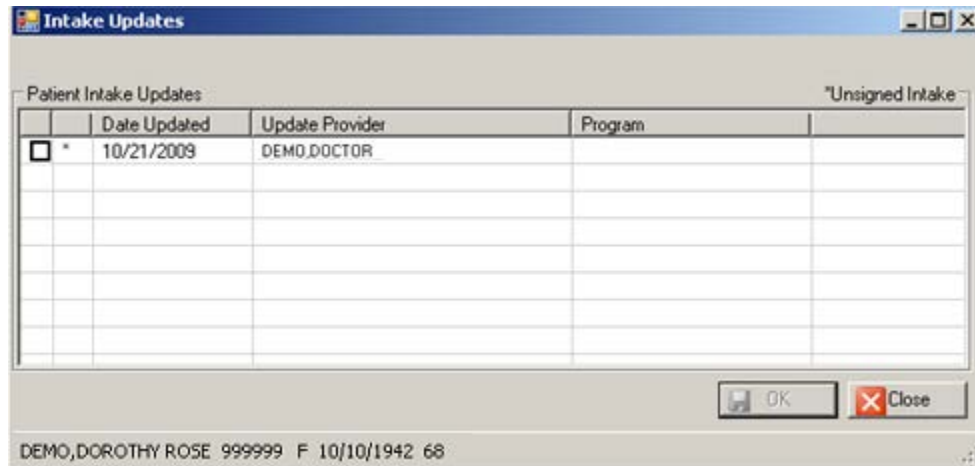 Intake Updates
Patient Intake Updates *Unsigned Intake
Date Updated Update Provider Program
* 10/21/2009 DEMO,DOCTOR
OK Close
DEMO,DOROTHY ROSE 999999 F 10/10/1942 68